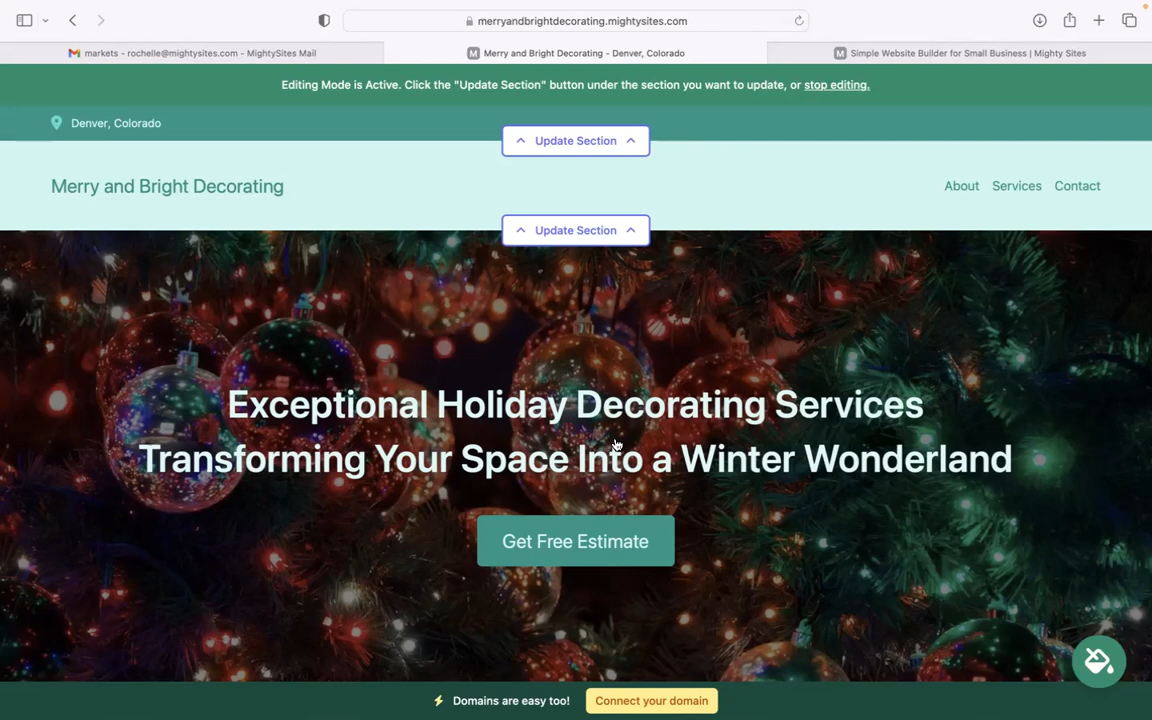 merryandbrightdecorating.mightysites.com
markets - rochelle@mightysites.com - MightySites Mail
M Merry and Bright Decorating - Denver, Colorado
M Simple Website Builder for Small Business | Mighty Sites
Editing Mode is Active. Click the "Update Section" button under the section you want to update, or stop editing.
Denver, Colorado
Update Section
Merry and Bright Decorating
About Services Contact
Update Section
Exceptional Holiday Decorating Services
Transforming Your Space Into a Winter Wonderland
Get Free Estimate
Domains are easy too! Connect your domain